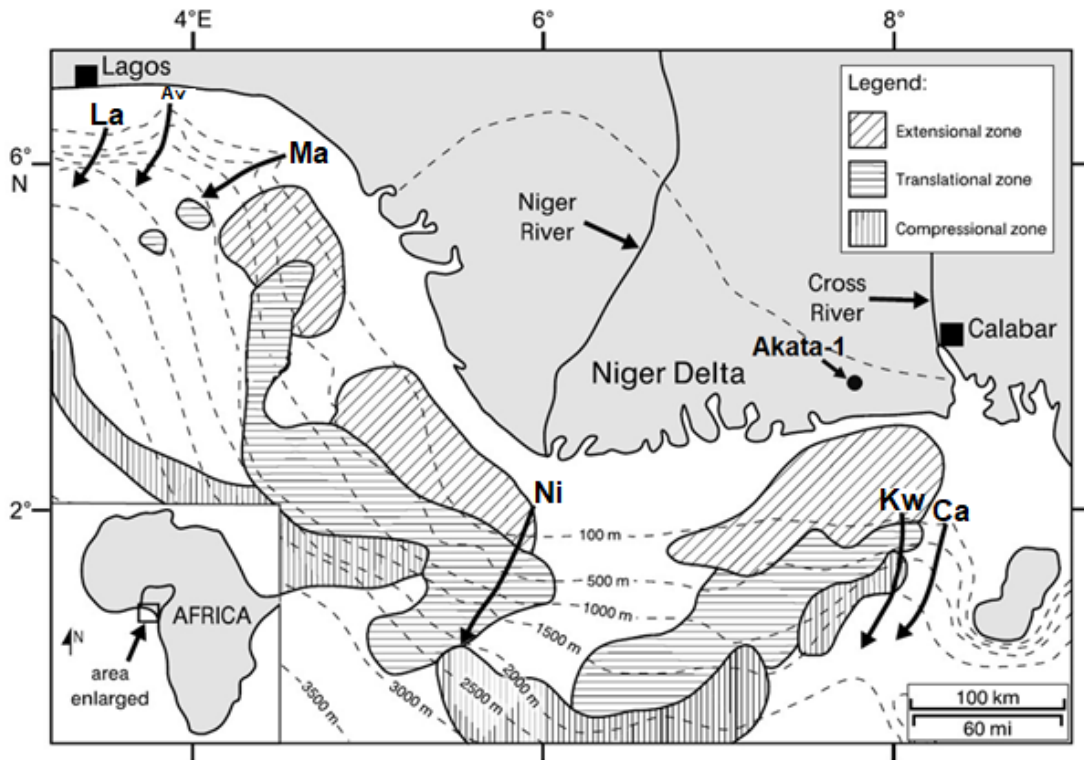 4°E
6°
8°
Lagos
Av
La
Ma
6°
N
Legend:
Extensional zone
Translational zone
Compressional zone
Niger
River
Cross
River
Calabar
Akata-1
Niger Delta
Ni
Kw
Ca
2°
100 m
500 m
1000 m
1500 m
2000 m
2500 m
3000 m
3500 m
AFRICA
N
area
enlarged
100 km
60 mi